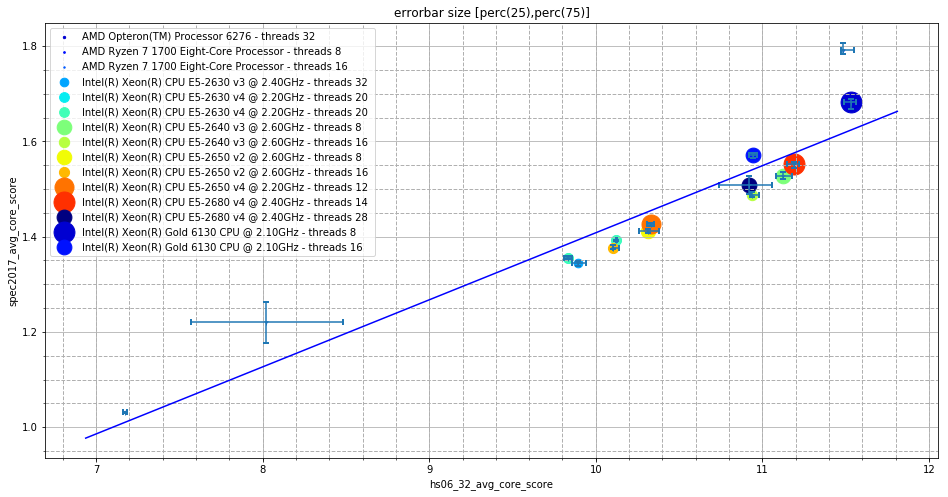 errorbar size [perc(25),perc(75)]
AMD Opteron(TM) Processor 6276 - threads 32
AMD Ryzen 7 1700 Eight-Core Processor - threads 8
AMD Ryzen 7 1700 Eight-Core Processor - threads 16
Intel(R) Xeon(R) CPU E5-2630 v3 @ 2.40GHz - threads 32
Intel(R) Xeon(R) CPU E5-2630 v4 @ 2.20GHz - threads 20
Intel(R) Xeon(R) CPU E5-2630 v4 @ 2.20GHz - threads 20
Intel(R) Xeon(R) CPU E5-2640 v3 @ 2.60GHz - threads 8
Intel(R) Xeon(R) CPU E5-2640 v3 @ 2.60GHz - threads 16
Intel(R) Xeon(R) CPU E5-2650 v2 @ 2.60GHz - threads 8
Intel(R) Xeon(R) CPU E5-2650 v2 @ 2.60GHz - threads 16
Intel(R) Xeon(R) CPU E5-2650 v4 @ 2.20GHz - threads 12
Intel(R) Xeon(R) CPU E5-2680 v4 @ 2.40GHz - threads 14
Intel(R) Xeon(R) CPU E5-2680 v4 @ 2.40GHz - threads 28
Intel(R) Xeon(R) Gold 6130 CPU @ 2.10GHz - threads 8
Intel(R) Xeon(R) Gold 6130 CPU @ 2.10GHz - threads 16
spec2017_avg_core_score
1.8
1.6
1.4
1.2
1.0
7 8 9 10 11 12
hs06_32_avg_core_score